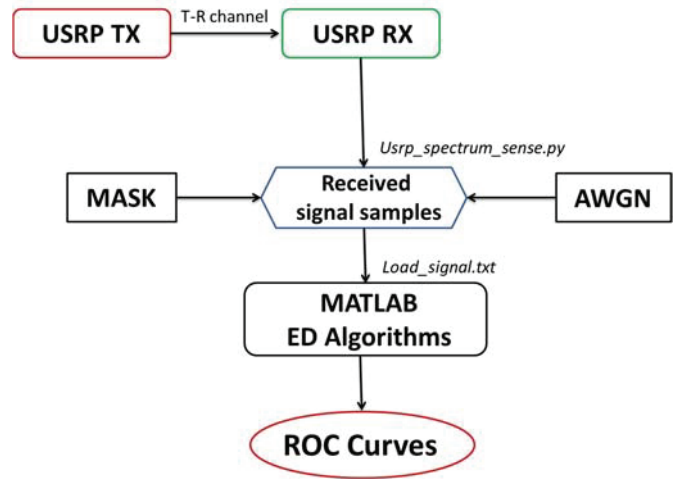 USRP TX
T-R channel
USRP RX
Usrp_spectrum_sense.py
MASK
Received
signal samples
AWGN
Load_signal.txt
MATLAB
ED Algorithms
ROC Curves